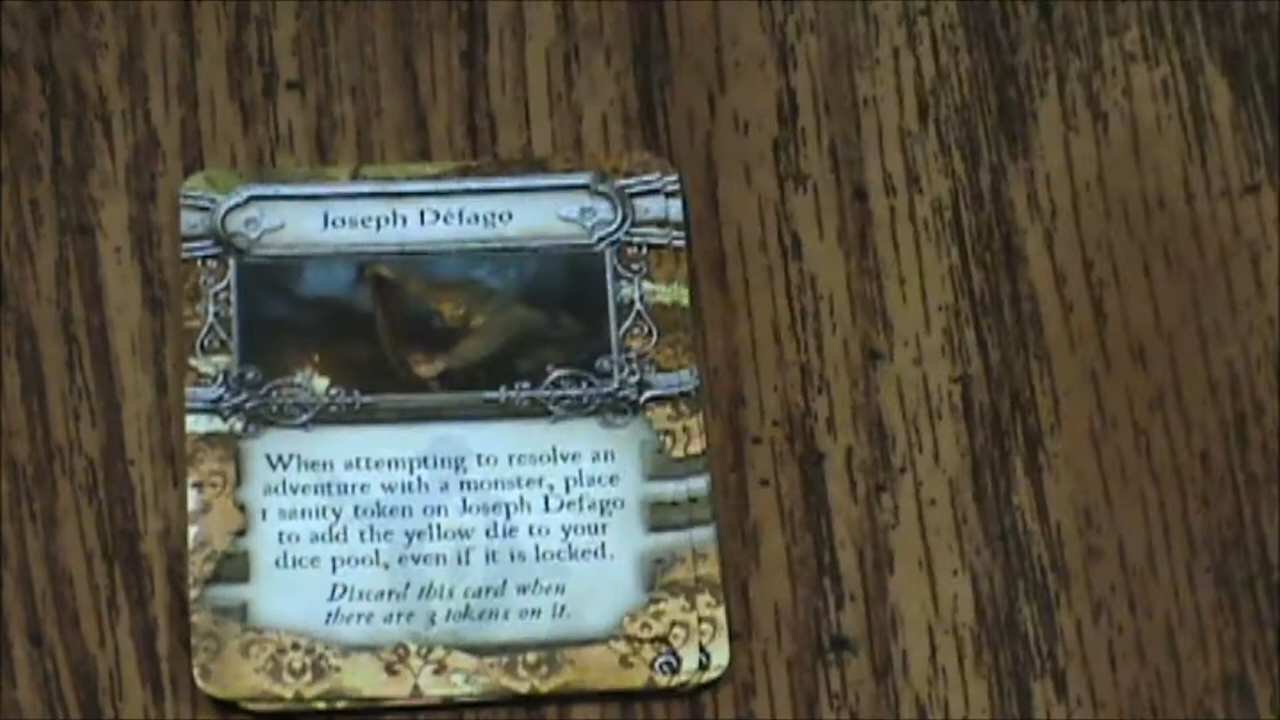 Joseph Défago
When attempting to resolve an
adventure with a monster, place
1 sanity token on Joseph Défago
to add the yellow die to your
dice pool, even if it is locked.
Discard this card when
there are 3 tokens on it.